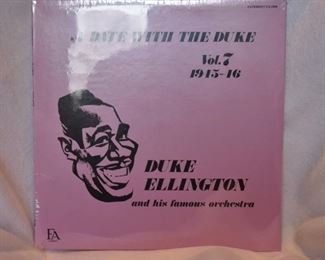 A DATE WITH THE DUKE
Vol. 7
1945-46
DUKE
ELLINGTON
and his famous orchestra
FA